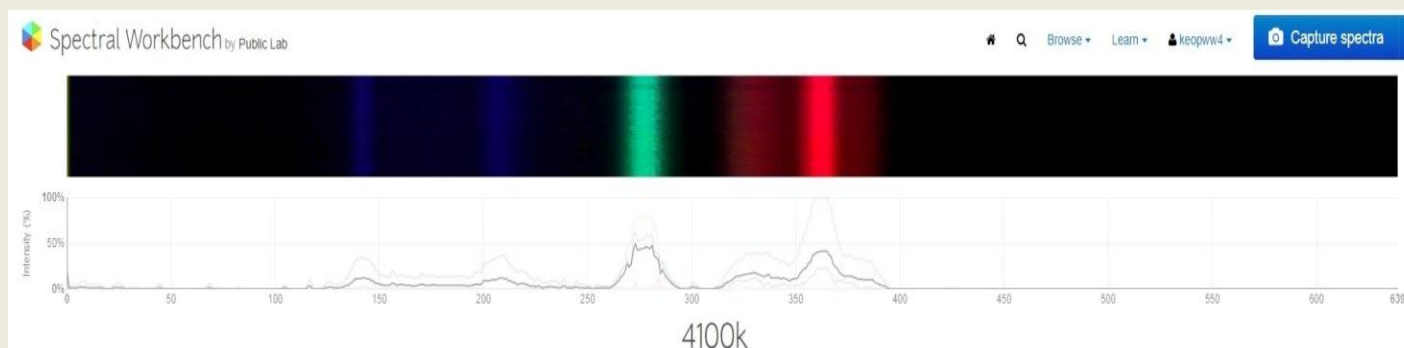 Spectral Workbench by Public Lab
Browse Learn keopww4 Capture spectra
100%
50%
0%
Intensity (%)
0 50 100 150 200 250 300 350 400 450 500 550 600 639
4100k